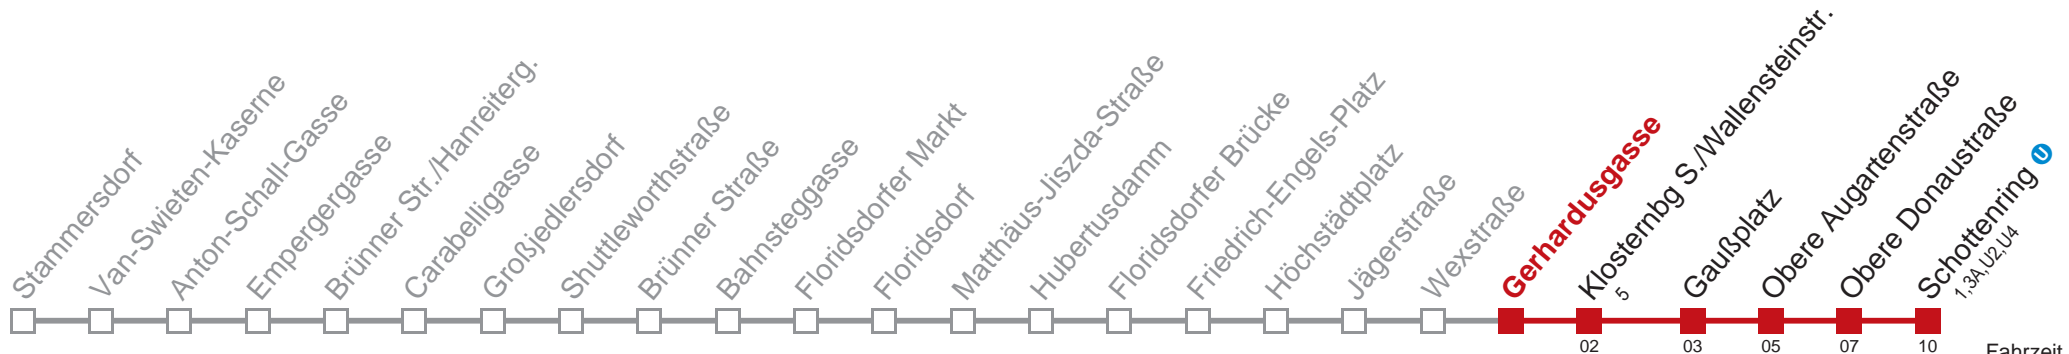 Stammersdorf
Van-Swieten-Kaserne
Anton-Schall-Gasse
Empergergasse
Brünner Str./Hanreiterg.
Carabelligasse
Großjedlersdorf
Shuttleworthstraße
Brünner Straße
Bahnsteggasse
Floridsdorfer Markt
Floridsdorf
Matthäus-Jiszda-Straße
Hubertusdamm
Floridsdorfer Brücke
Friedrich-Engels-Platz
Höchstädtplatz
Jägerstraße
Wexstraße
Gerhardusgasse
Klosternbg S./Wallensteinstr.
5
Gaußplatz
Obere Augartenstraße
Obere Donaustraße
Schottenring U
1,3A,U2,U4
02 03 05 07 10
Fahrzeit